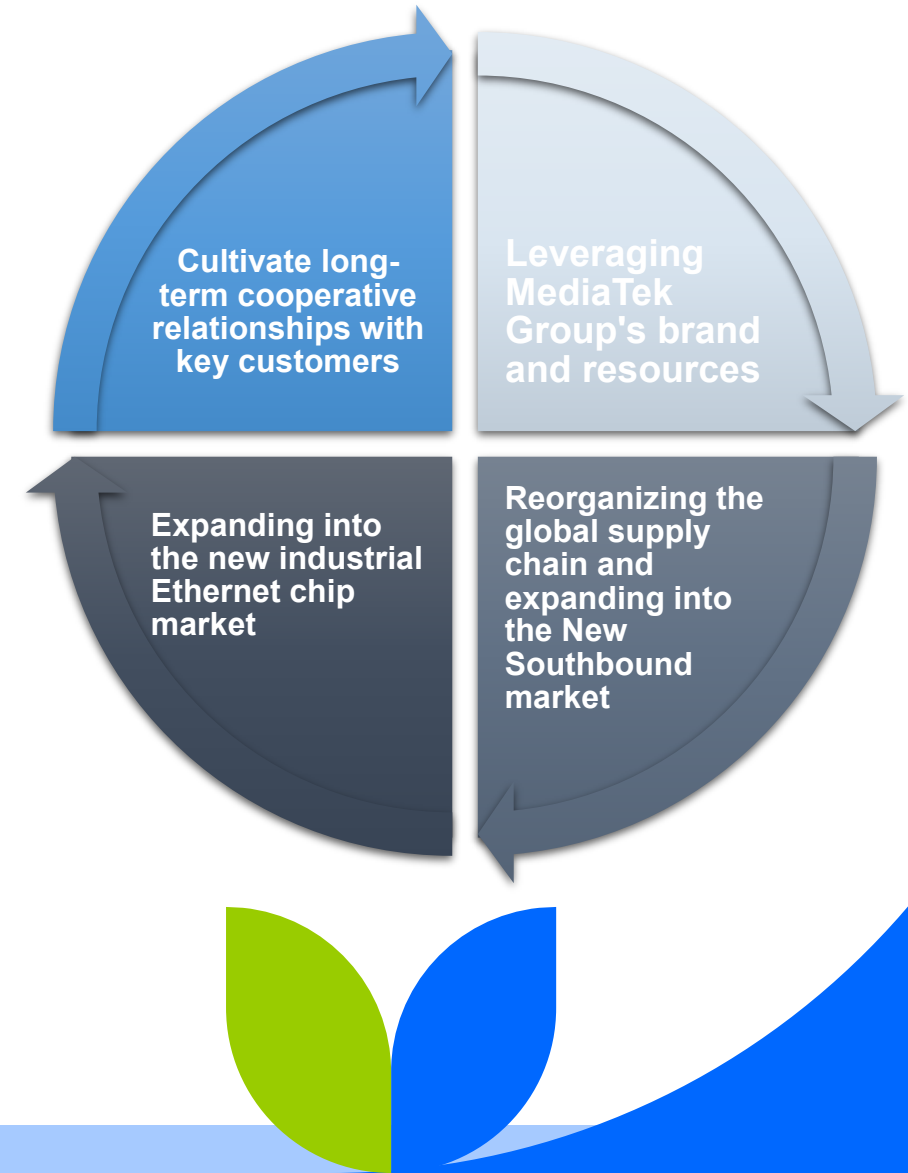 Cultivate long-
term cooperative
relationships with
key customers
Leveraging
MediaTek
Group's brand
and resources
Expanding into
the new industrial
Ethernet chip
market
Reorganizing the
global supply
chain and
expanding into
the New
Southbound
market